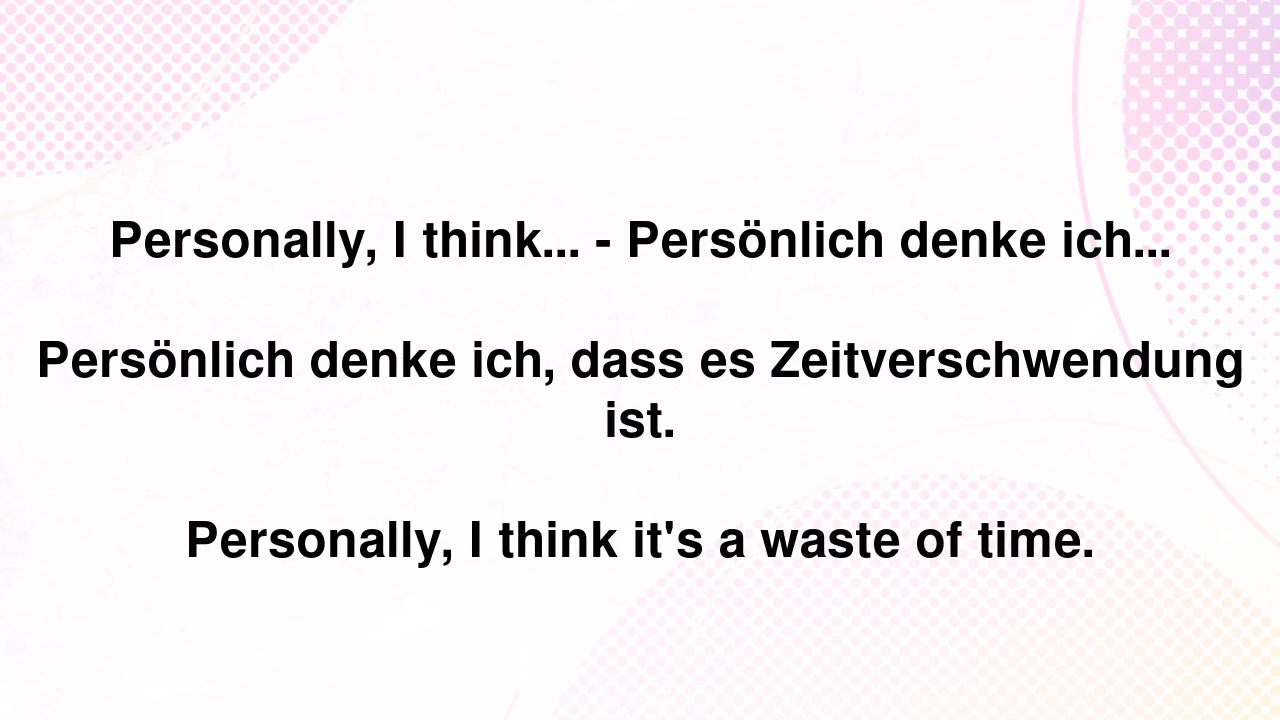 Personally, I think... - Persönlich denke ich...
Persönlich denke ich, dass es Zeitverschwendung
ist.
Personally, I think it's a waste of time.